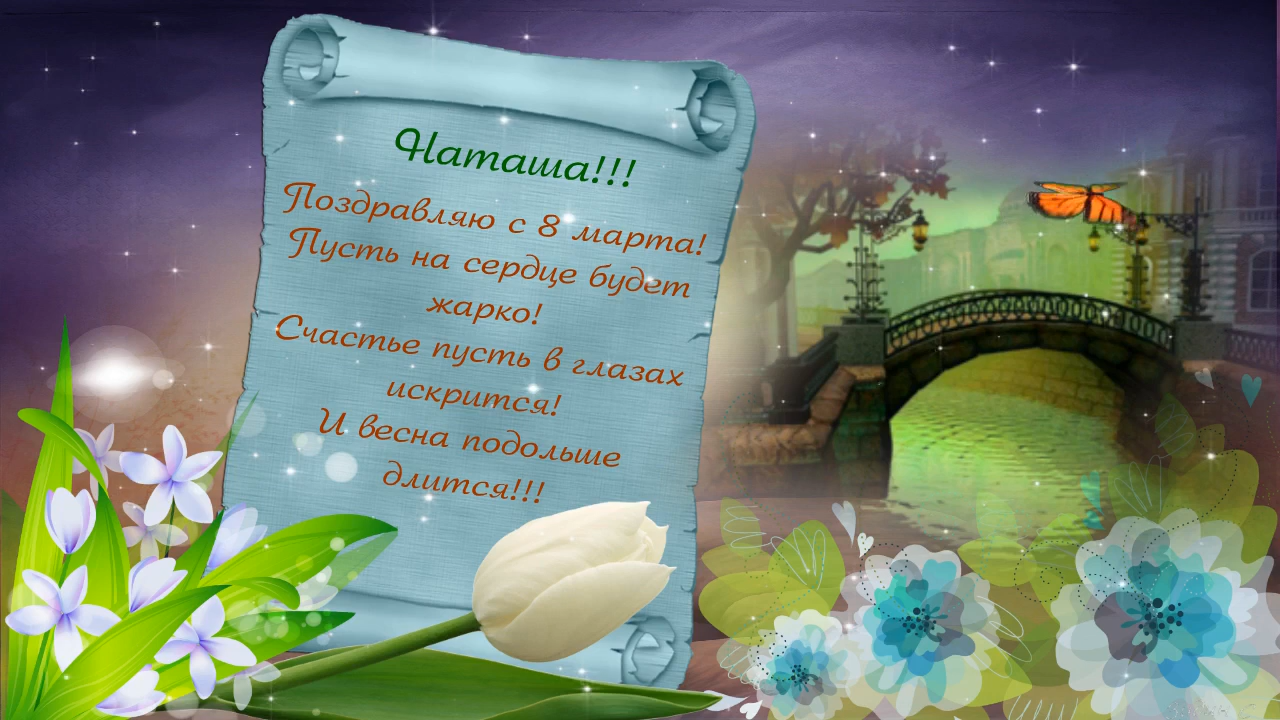 Наташа!!!
Поздравляю с 8 марта!
Пусть на сердце будет
жарко!
Счастье пусть в глазах
искрится!
И весна подольше
длится!!!